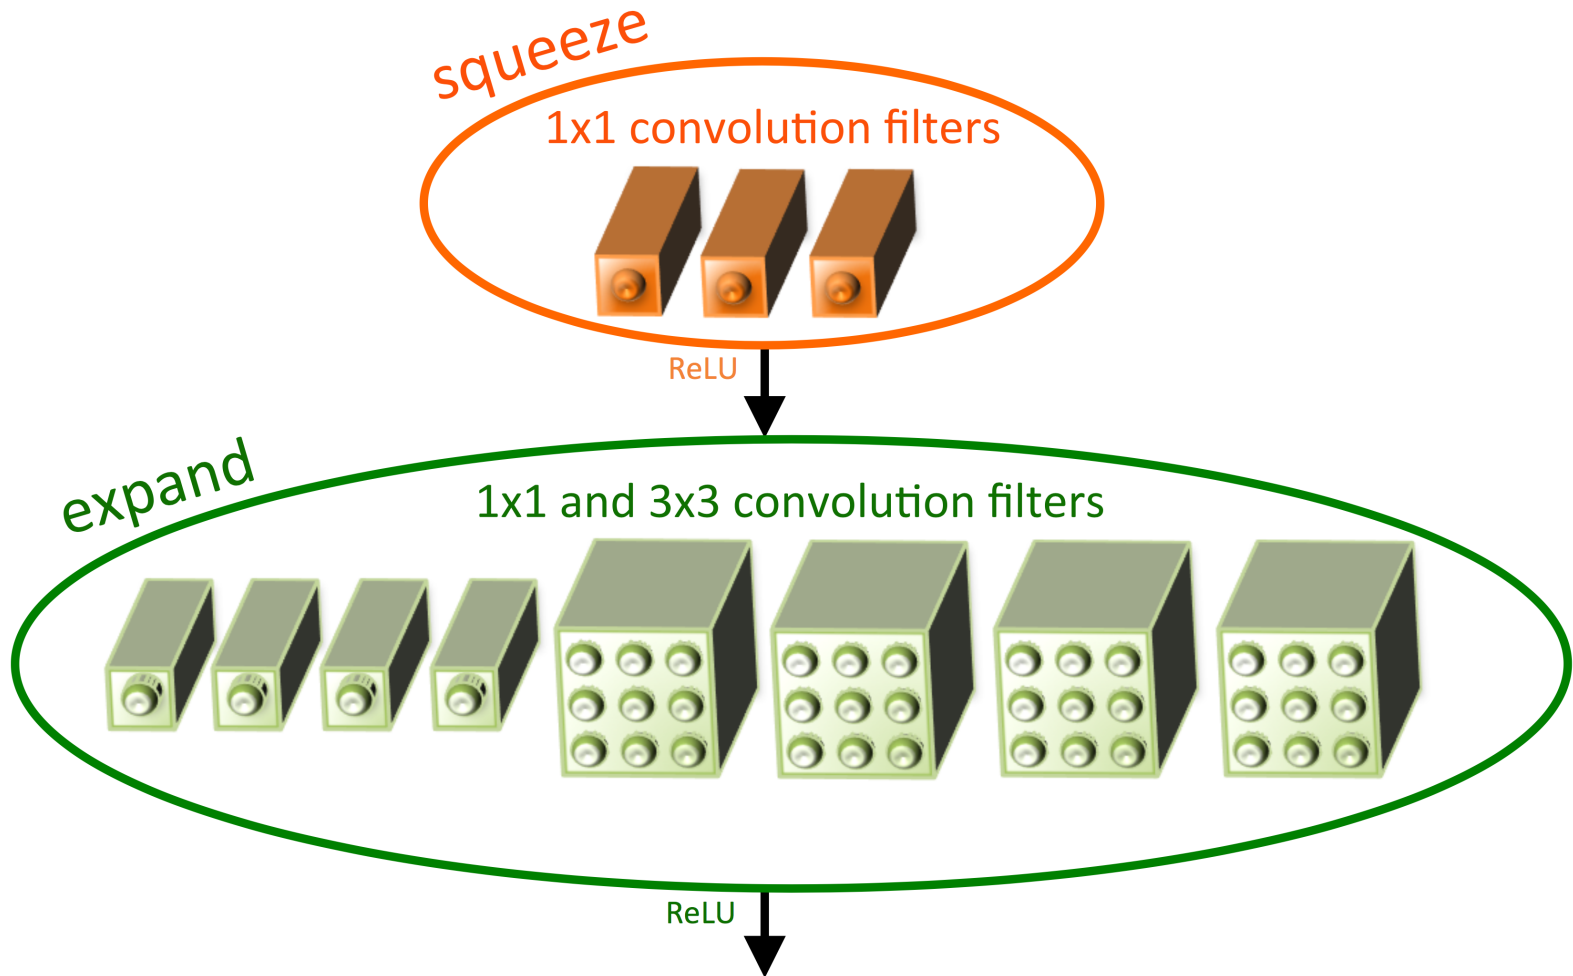 squeeze
1x1 convolution filters
ReLU
expand
1x1 and 3x3 convolution filters
ReLU